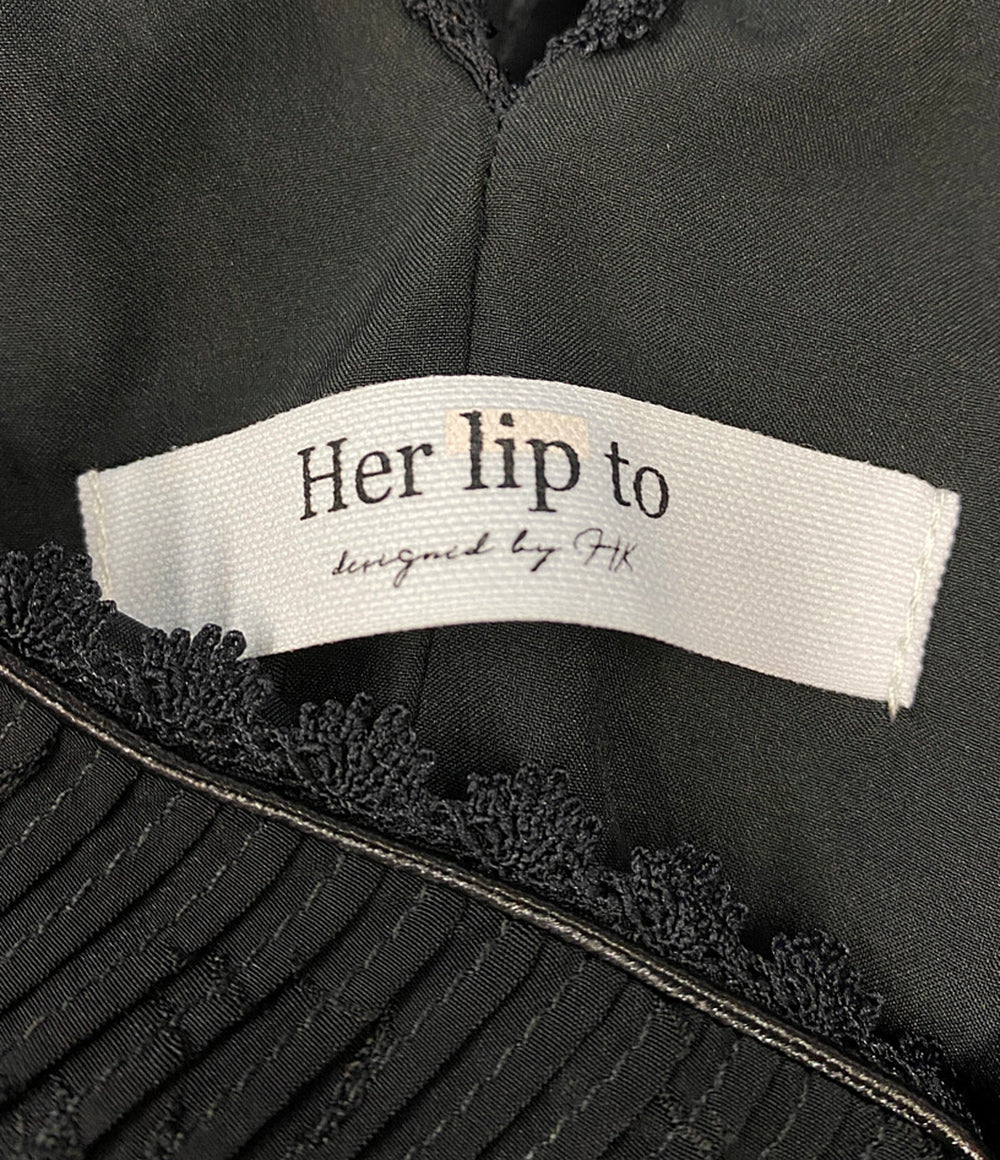 Her lip to
designed by HK